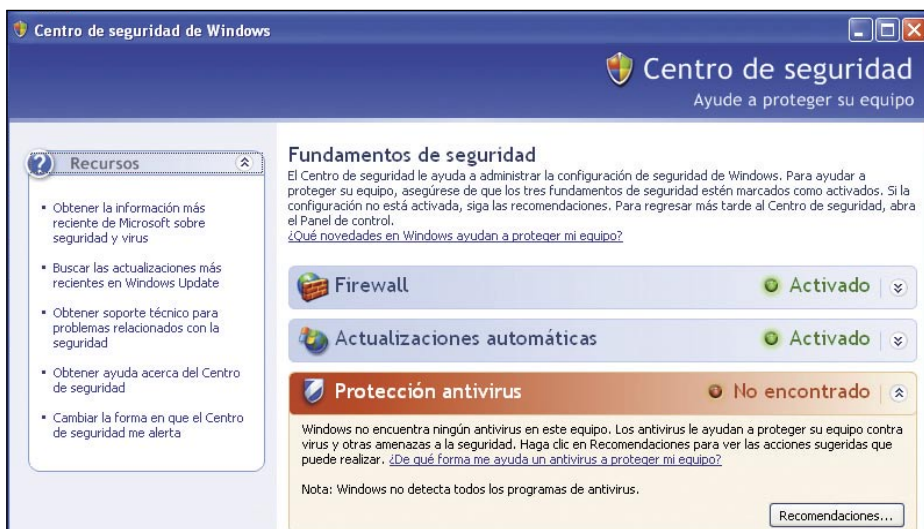 Centro de seguridad de Windows
Centro de seguridad
Ayude a proteger su equipo
Recursos
Obtener la información más
reciente de Microsoft sobre
seguridad y virus
Buscar las actualizaciones más
recientes en Windows Update
Obtener soporte técnico para
problemas relacionados con la
seguridad
Obtener ayuda acerca del Centro
de seguridad
Cambiar la forma en que el Centro
de seguridad me alerta
Fundamentos de seguridad
El Centro de seguridad le ayuda a administrar la configuración de seguridad de Windows. Para ayudar a
proteger su equipo, asegúrese de que los tres fundamentos de seguridad estén marcados como activados. Si la
configuración no está activada, siga las recomendaciones. Para regresar más tarde al Centro de seguridad, abra
el Panel de control.
¿Qué novedades en Windows ayudan a proteger mi equipo?
Firewall Activado
Actualizaciones automáticas Activado
Protección antivirus No encontrado
Windows no encuentra ningún antivirus en este equipo. Los antivirus le ayudan a proteger su equipo contra
virus y otras amenazas a la seguridad. Haga clic en Recomendaciones para ver las acciones sugeridas que
puede realizar. ¿De qué forma me ayuda un antivirus a proteger mi equipo?
Nota: Windows no detecta todos los programas de antivirus.
Recomendaciones...